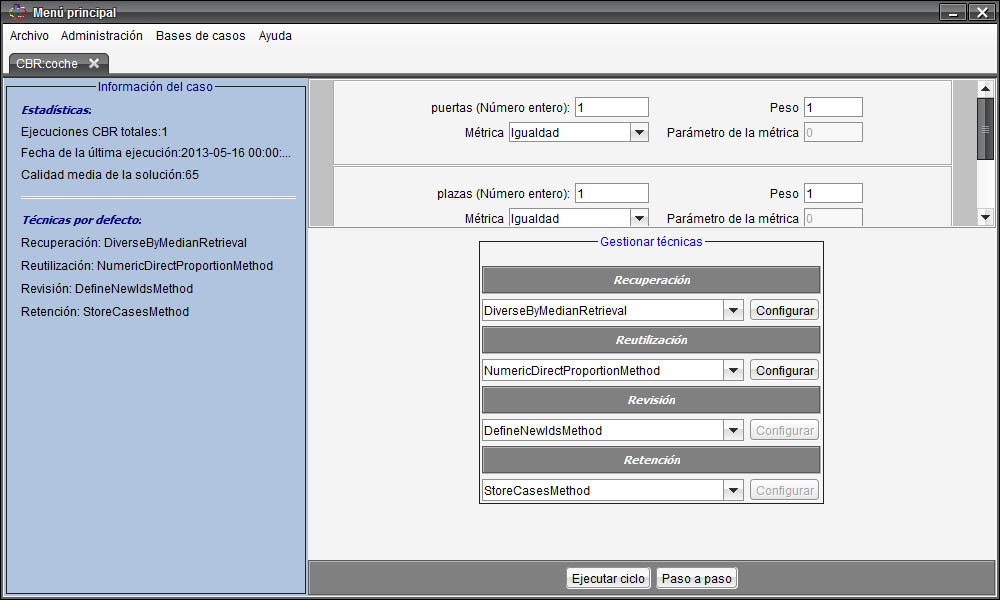 Menú principal
Archivo Administración Bases de casos Ayuda
CBR:coche
Información del caso
Estadísticas:
Ejecuciones CBR totales:1
Fecha de la última ejecución:2013-05-16 00:00:...
Calidad media de la solución:65
Técnicas por defecto:
Recuperación: DiverseByMedianRetrieval
Reutilización: NumericDirectProportionMethod
Revisión: DefineNewIdsMethod
Retención: StoreCasesMethod
puertas (Número entero): 1 Peso 1
Métrica Igualdad Parámetro de la métrica 0
plazas (Número entero): 1 Peso 1
Métrica Igualdad Parámetro de la métrica 0
Gestionar técnicas
Recuperación
DiverseByMedianRetrieval Configurar
Reutilización
NumericDirectProportionMethod Configurar
Revisión
DefineNewIdsMethod Configurar
Retención
StoreCasesMethod Configurar
Ejecutar ciclo Paso a paso